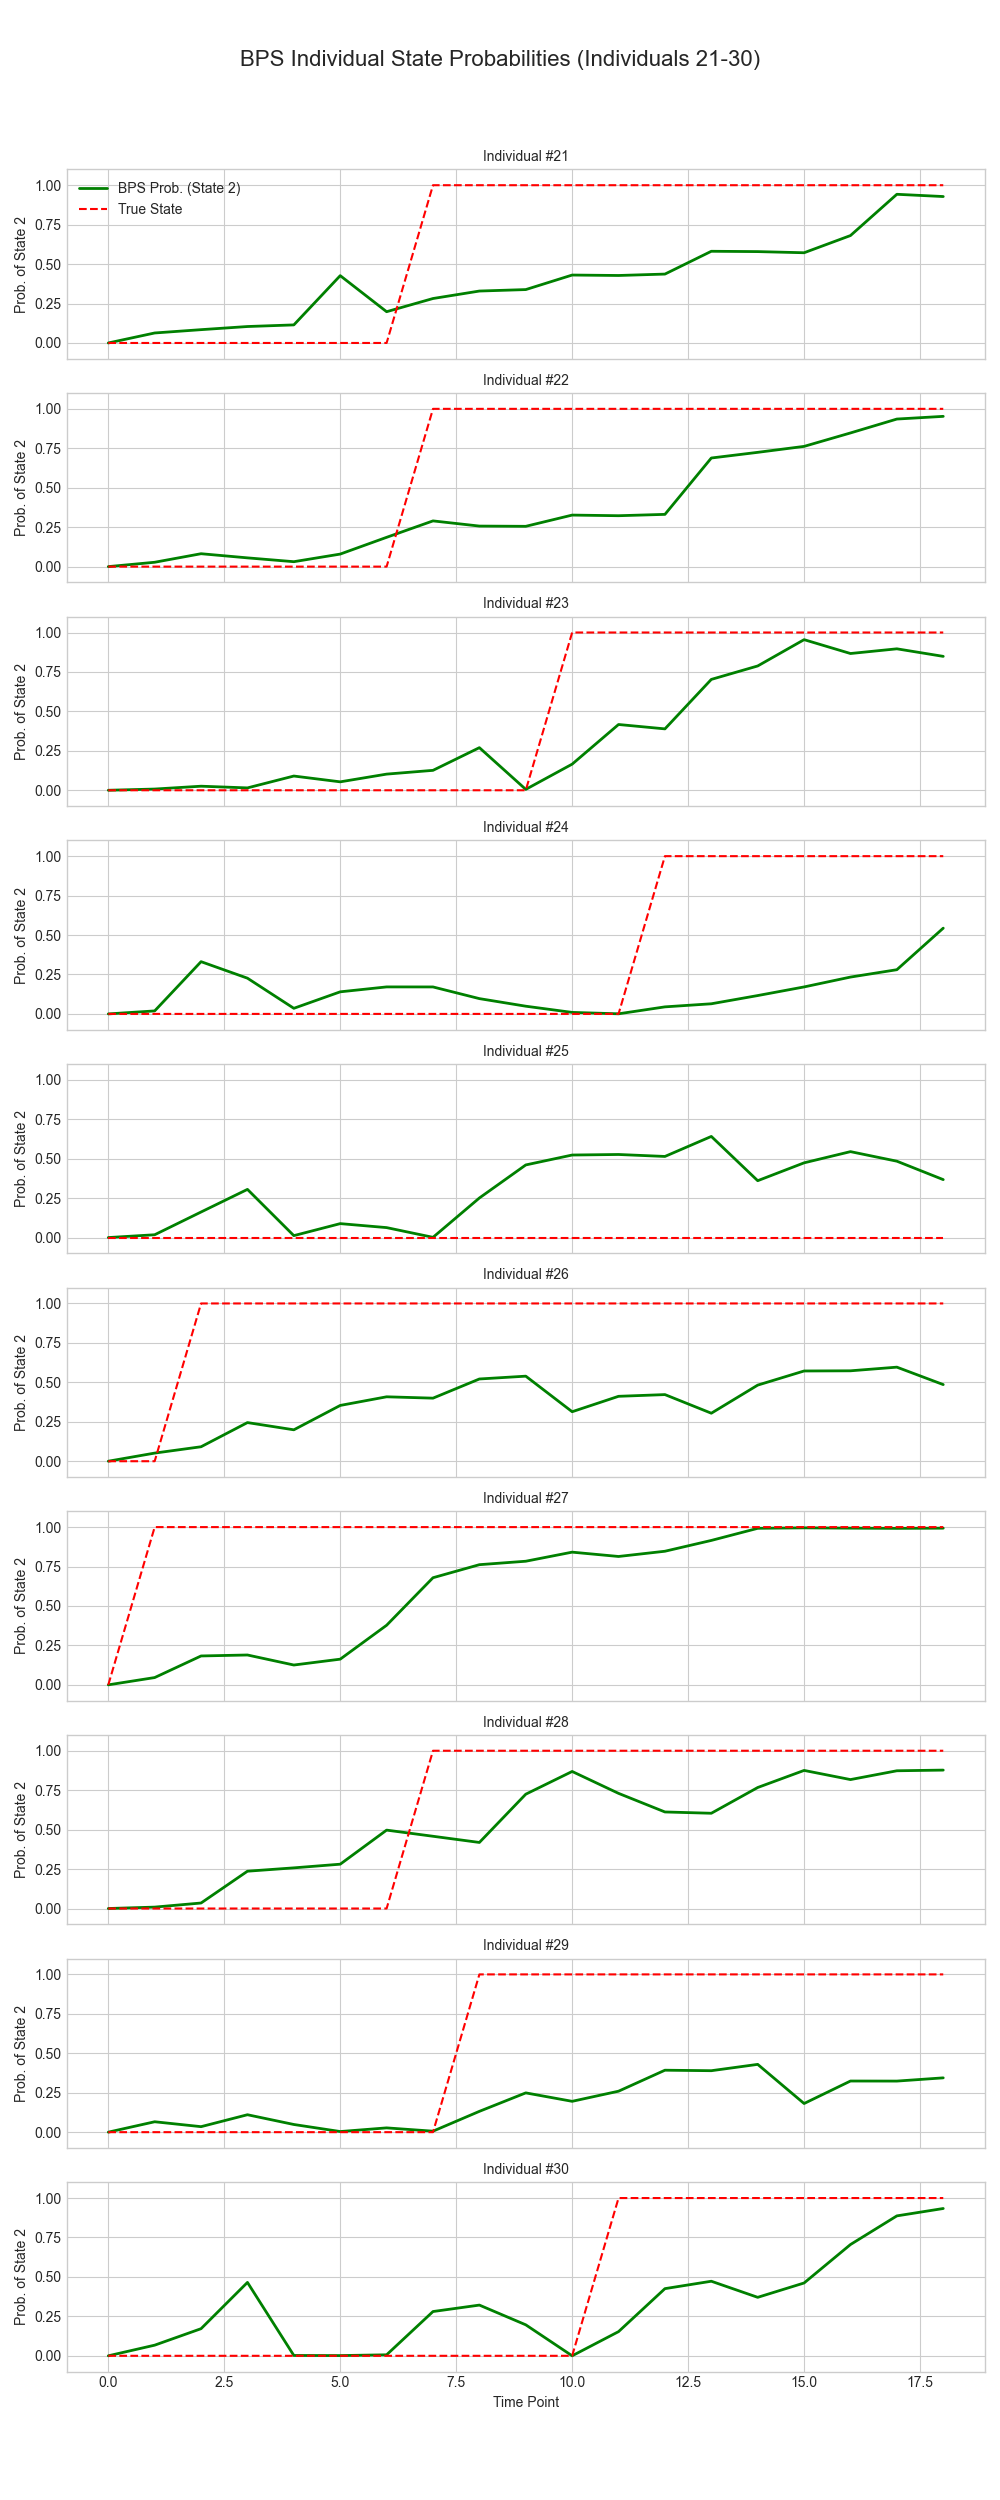 BPS Individual State Probabilities (Individuals 21-30)
Individual #21
BPS Prob. (State 2)
True State
1.00
0.75
0.50
0.25
0.00
Prob. of State 2
Individual #22
1.00
0.75
0.50
0.25
0.00
Prob. of State 2
Individual #23
1.00
0.75
0.50
0.25
0.00
Prob. of State 2
Individual #24
1.00
0.75
0.50
0.25
0.00
Prob. of State 2
Individual #25
1.00
0.75
0.50
0.25
0.00
Prob. of State 2
Individual #26
1.00
0.75
0.50
0.25
0.00
Prob. of State 2
Individual #27
1.00
0.75
0.50
0.25
0.00
Prob. of State 2
Individual #28
1.00
0.75
0.50
0.25
0.00
Prob. of State 2
Individual #29
1.00
0.75
0.50
0.25
0.00
Prob. of State 2
Individual #30
1.00
0.75
0.50
0.25
0.00
Prob. of State 2
0.0 2.5 5.0 7.5 10.0 12.5 15.0 17.5
Time Point